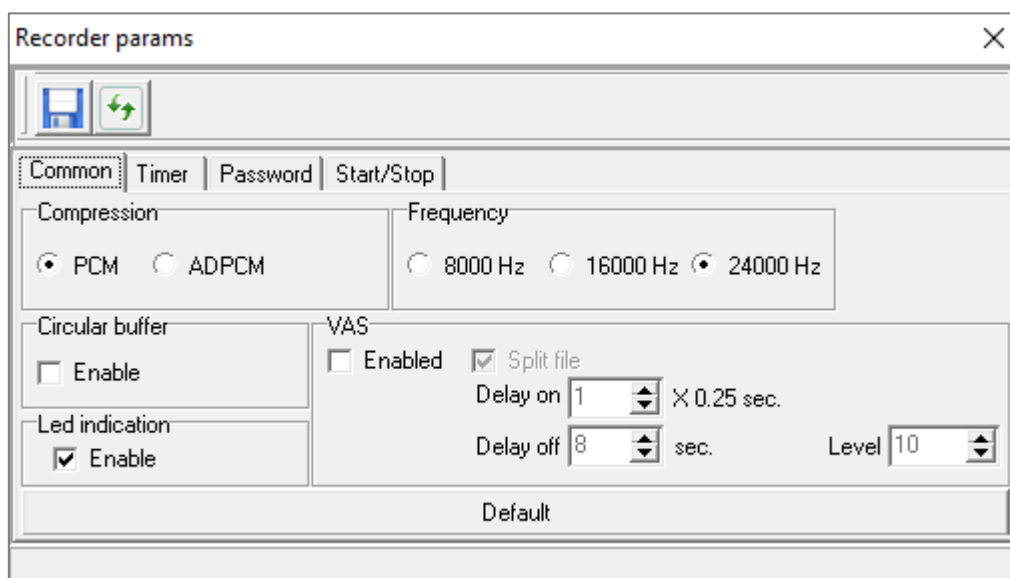 Recorder params
Common Timer Password Start/Stop
Compression
PCM ADPCM
Frequency
8000 Hz 16000 Hz 24000 Hz
Circular buffer
Enable
Led indication
Enable
VAS
Enabled Split file
Delay on 1 X 0.25 sec.
Delay off 8 sec. Level 10
Default